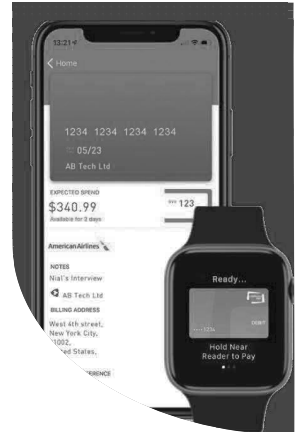 13:21
Home
1234 1234 1234 1234
05/23
AB Tech Ltd
EXPECTED SPEND
$340.99
Available for 3 days
123
American Airlines
NOTES
Nial's Interview
AB Tech Ltd
BILLING ADDRESS
West 4th street,
New York City,
States,
Ready...
1234
DEBIT
Hold Near
Reader to Pay